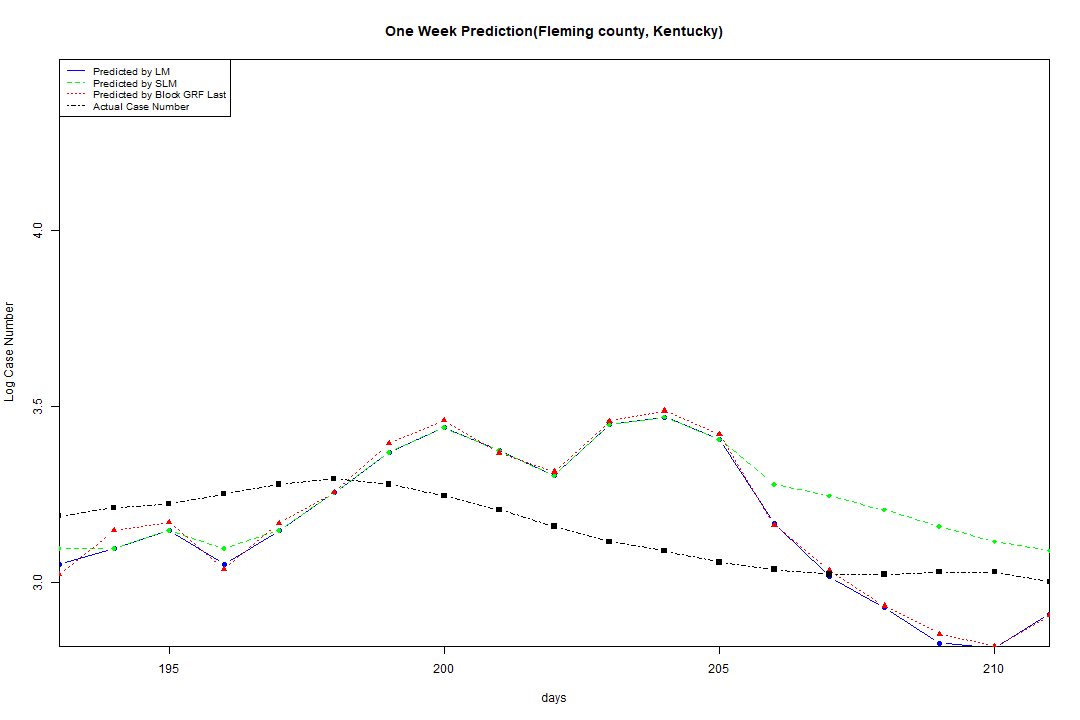 One Week Prediction(Fleming county, Kentucky)
Predicted by LM
Predicted by SLM
Predicted by Block GRF Last
Actual Case Number
4.0
3.5
3.0
Log Case Number
195 200 205 210
days